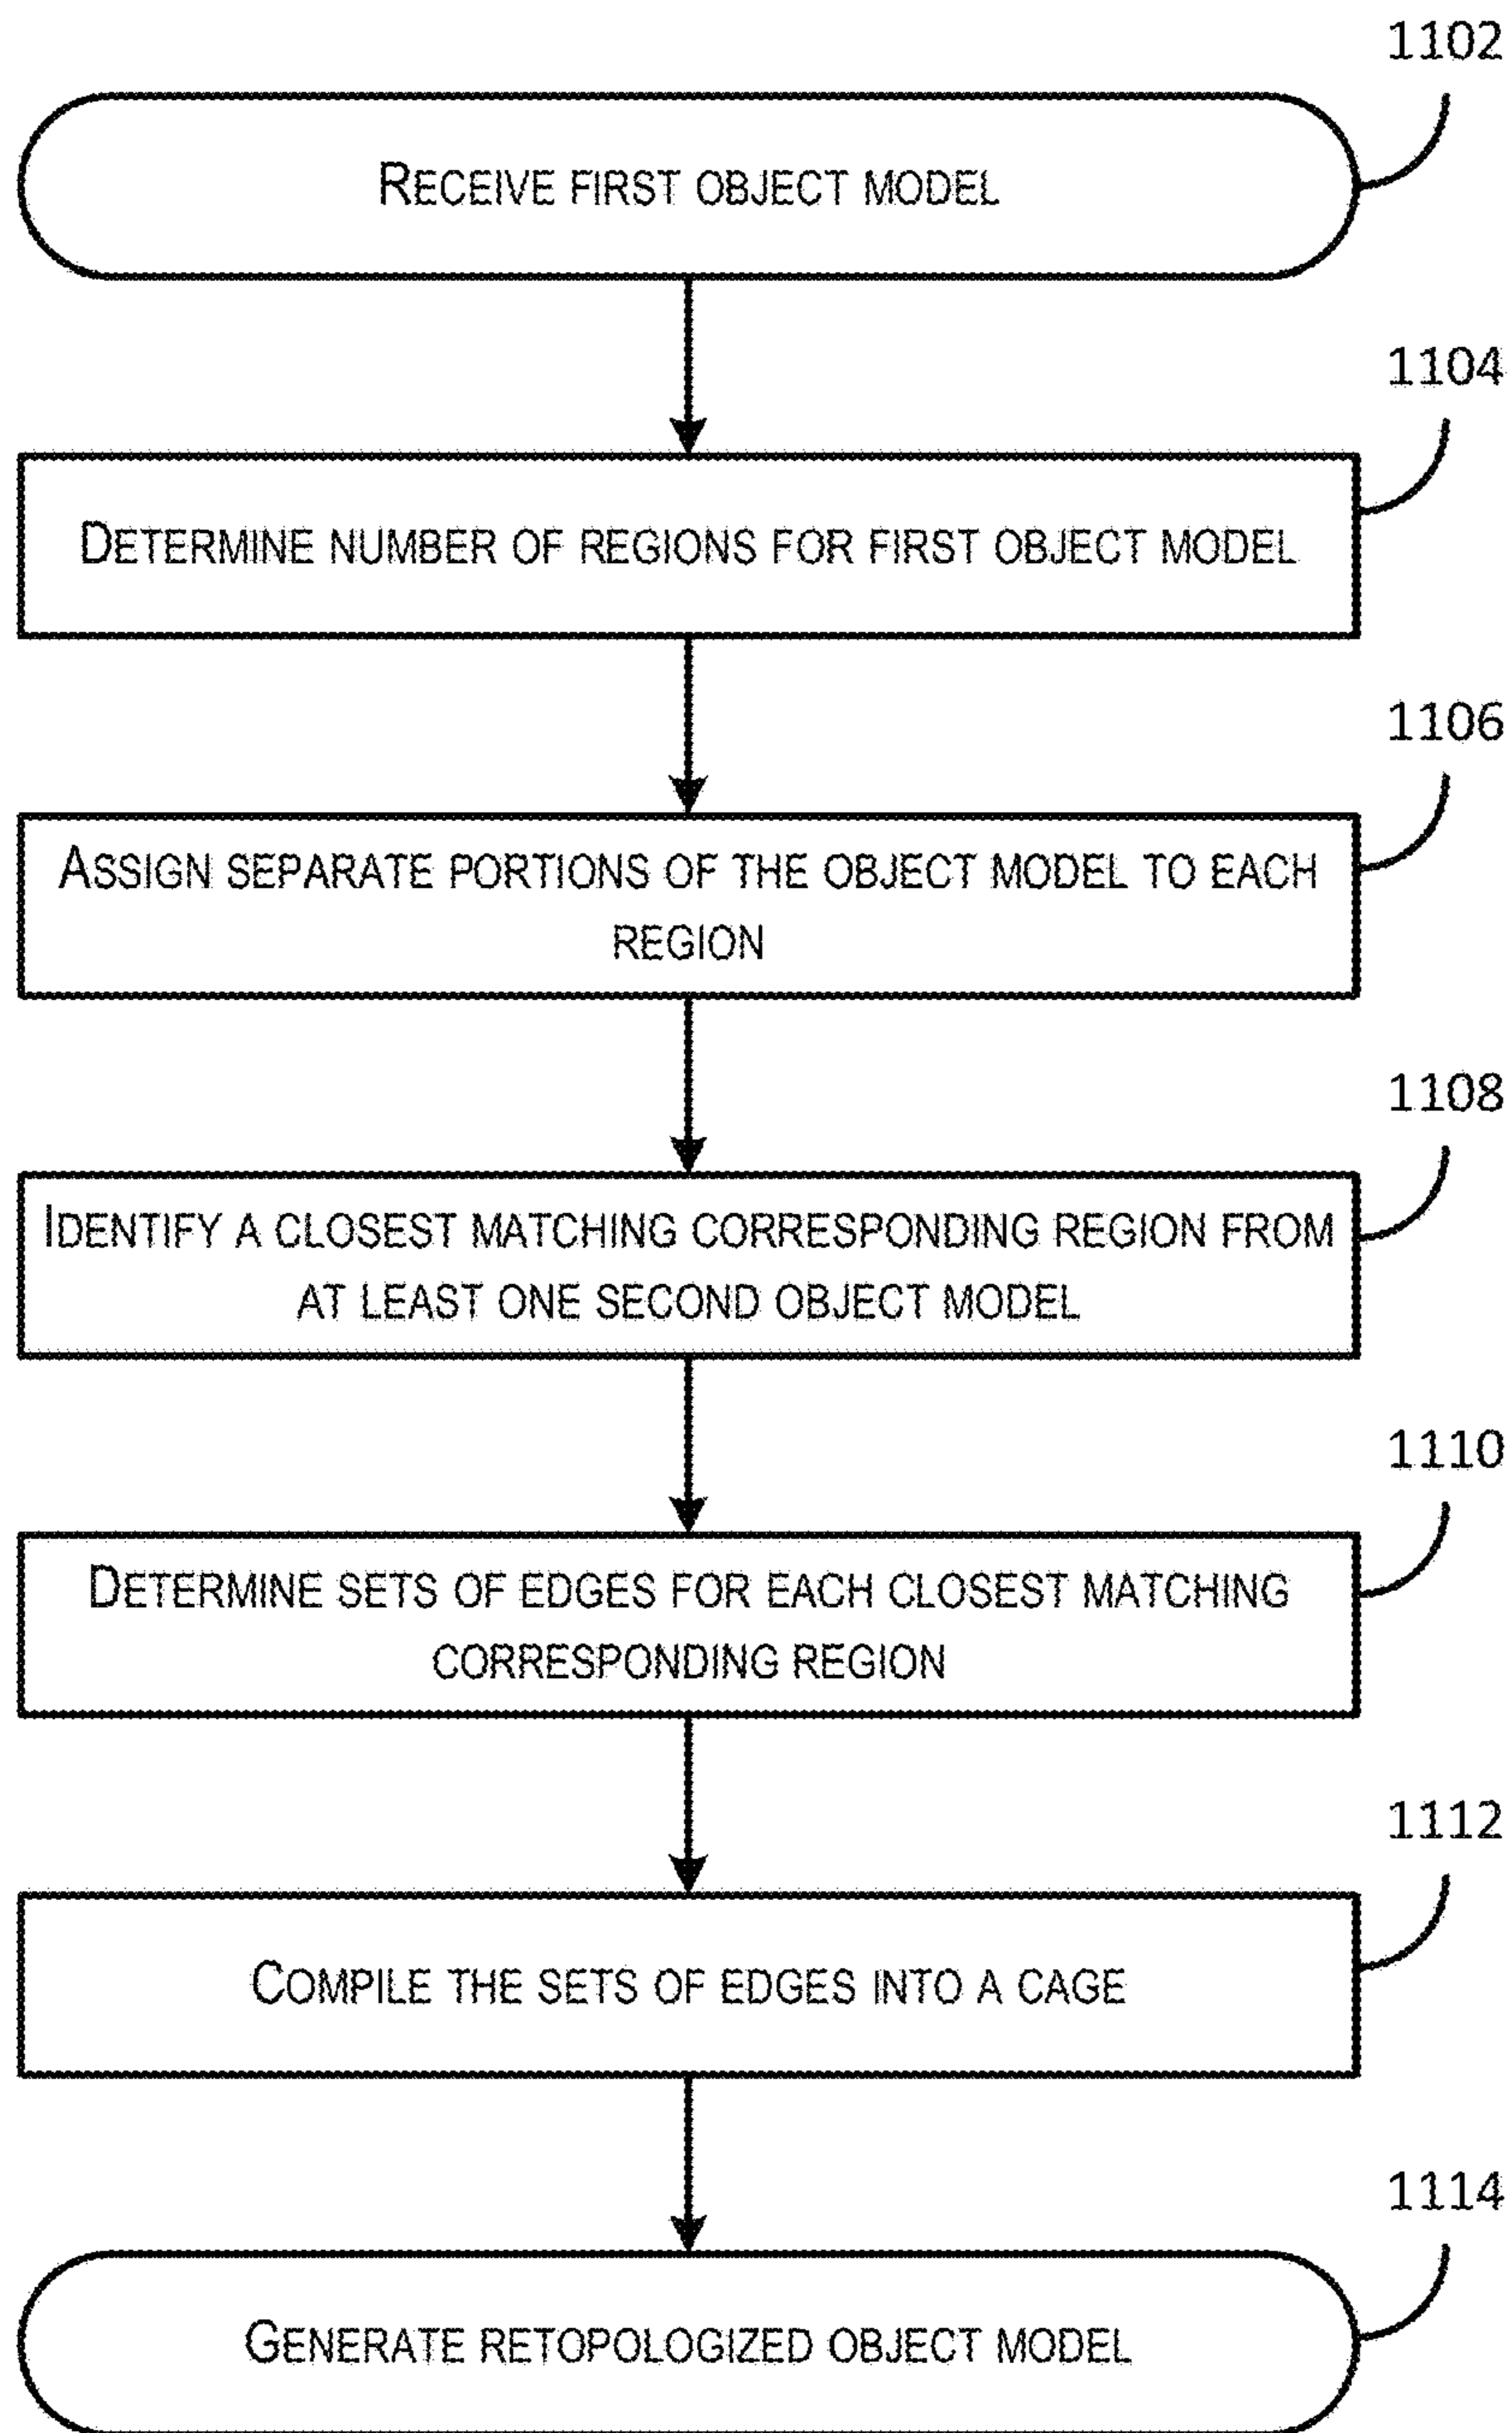 1102
RECEIVE FIRST OBJECT MODEL
1104
DETERMINE NUMBER OF REGIONS FOR FIRST OBJECT MODEL
1106
ASSIGN SEPARATE PORTIONS OF THE OBJECT MODEL TO EACH
REGION
1108
IDENTIFY A CLOSEST MATCHING CORRESPONDING REGION FROM
AT LEAST ONE SECOND OBJECT MODEL
1110
DETERMINE SETS OF EDGES FOR EACH CLOSEST MATCHING
CORRESPONDING REGION
1112
COMPILE THE SETS OF EDGES INTO A CAGE
1114
GENERATE RETOPOLOGIZED OBJECT MODEL